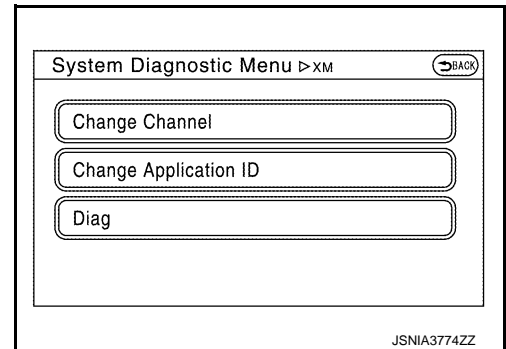 System Diagnostic Menu ▷XM
BACK
Change Channel
Change Application ID
Diag
JSNIA3774ZZ